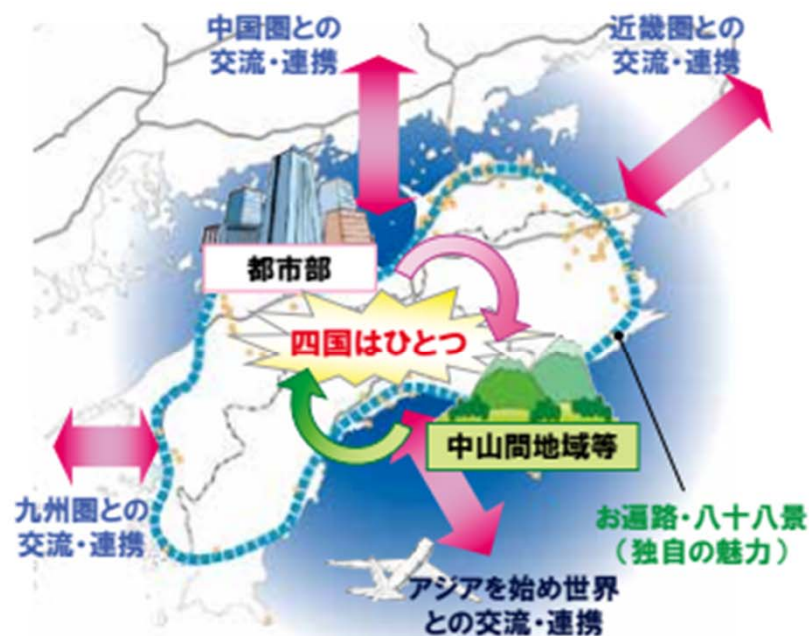 中国圏との
交流・連携
近畿圏との
交流・連携
都市部
四国はひとつ
中山間地域等
九州圏との
交流・連携
お遍路・八十八景
（独自の魅力）
アジアを始め世界
との交流・連携